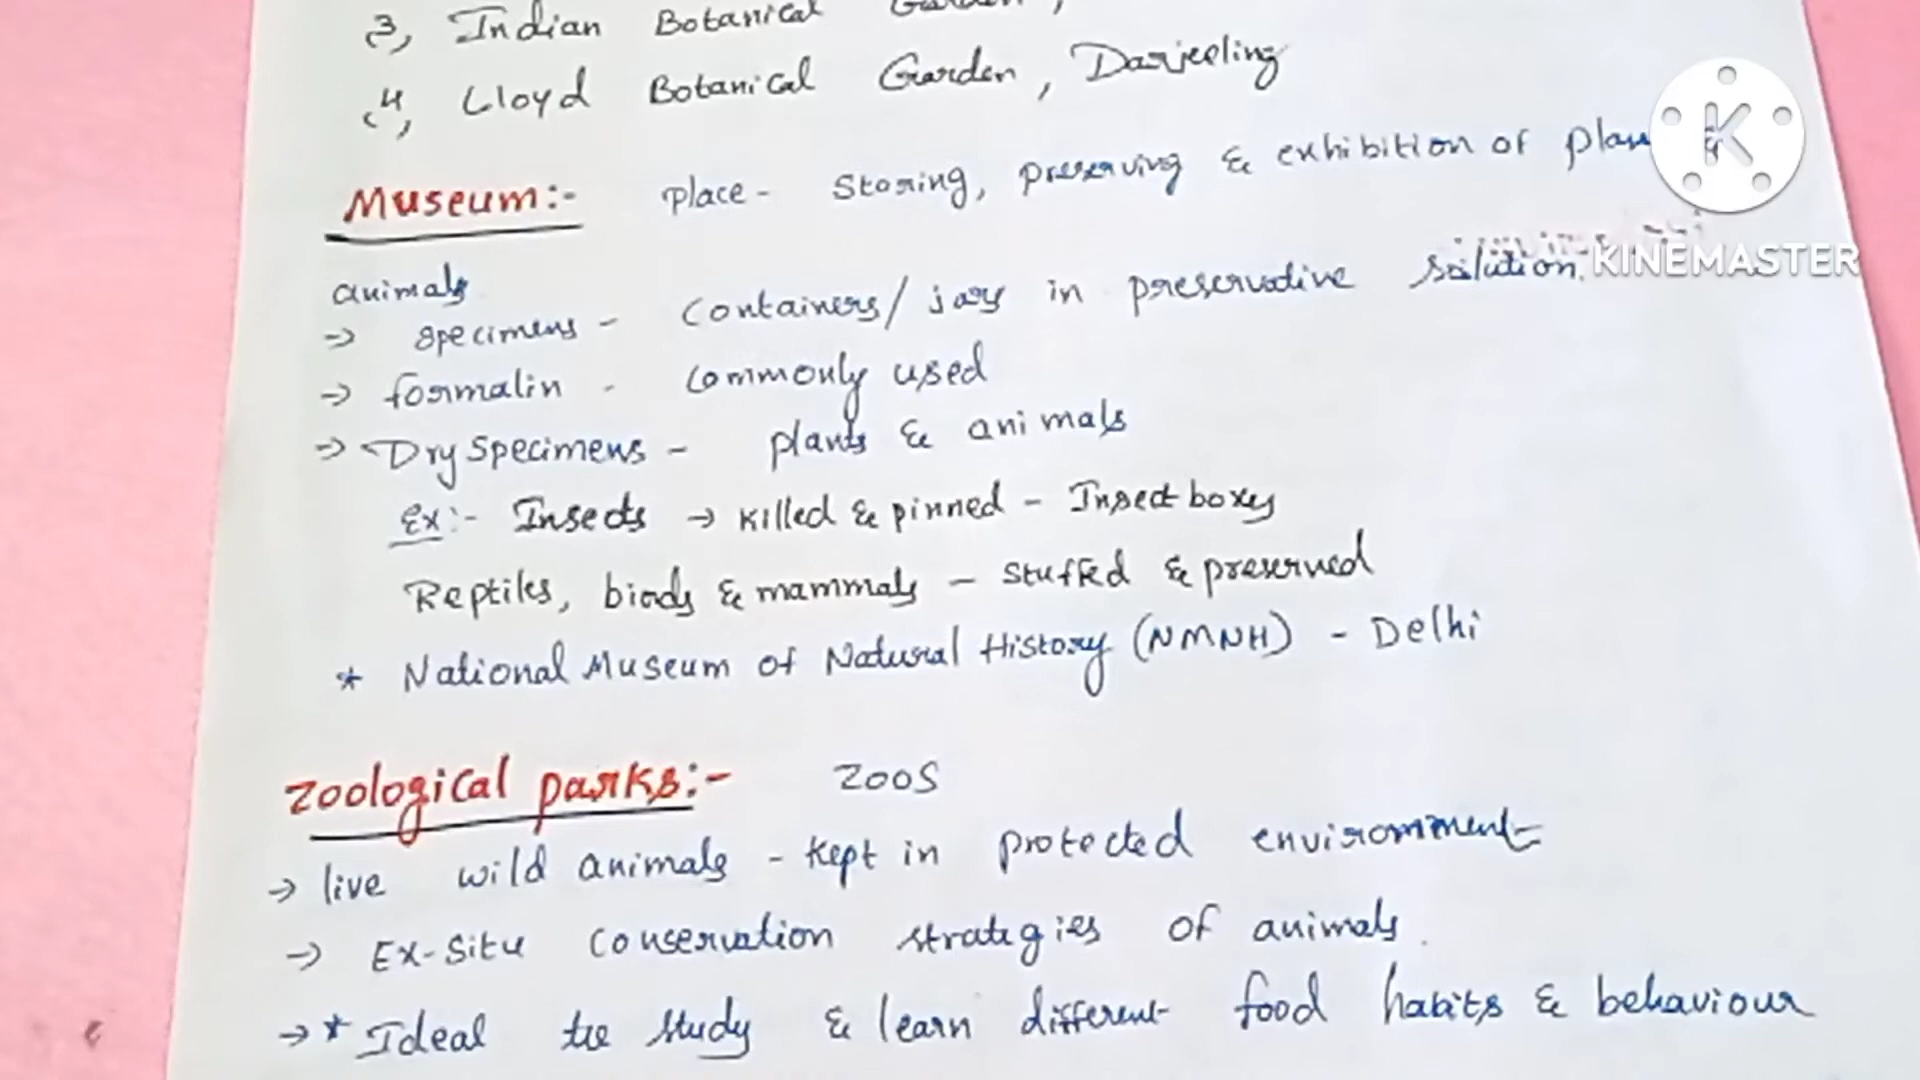 3, Indian Botanical Garden,
4, Lloyd Botanical Garden, Darjeeling
Museum:- place - storing, preserving & exhibition of
animals
→ specimens - containers/jars in preservative solution.
→ formalin - commonly used
→ Dry specimens - plants & animals
Ex:- Insects → killed & pinned - Insect boxes
Reptiles, birds & mammals - stuffed & preserved
* National Museum of Natural History (NMNH) - Delhi
Zoological parks:- ZOOS
→ live wild animals - kept in protected enviromment
→ Ex-situ conservation strategies of animals.
→ * Ideal to study & learn different food habits & behaviour
K
KINEMASTER